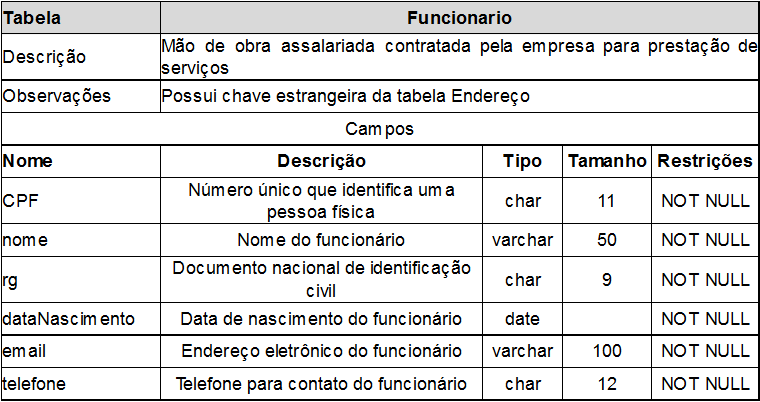 Tabela Funcionario
Descrição Mão de obra assalariada contratada pela empresa para prestação de
serviços
Observações Possui chave estrangeira da tabela Endereço
Campos
Nome Descrição Tipo Tamanho Restrições
CPF Número único que identifica uma
pessoa física char 11 NOT NULL
nome Nome do funcionário varchar 50 NOT NULL
rg Documento nacional de identificação
civil char 9 NOT NULL
dataNascimento Data de nascimento do funcionário date NOT NULL
email Endereço eletrônico do funcionário varchar 100 NOT NULL
telefone Telefone para contato do funcionário char 12 NOT NULL